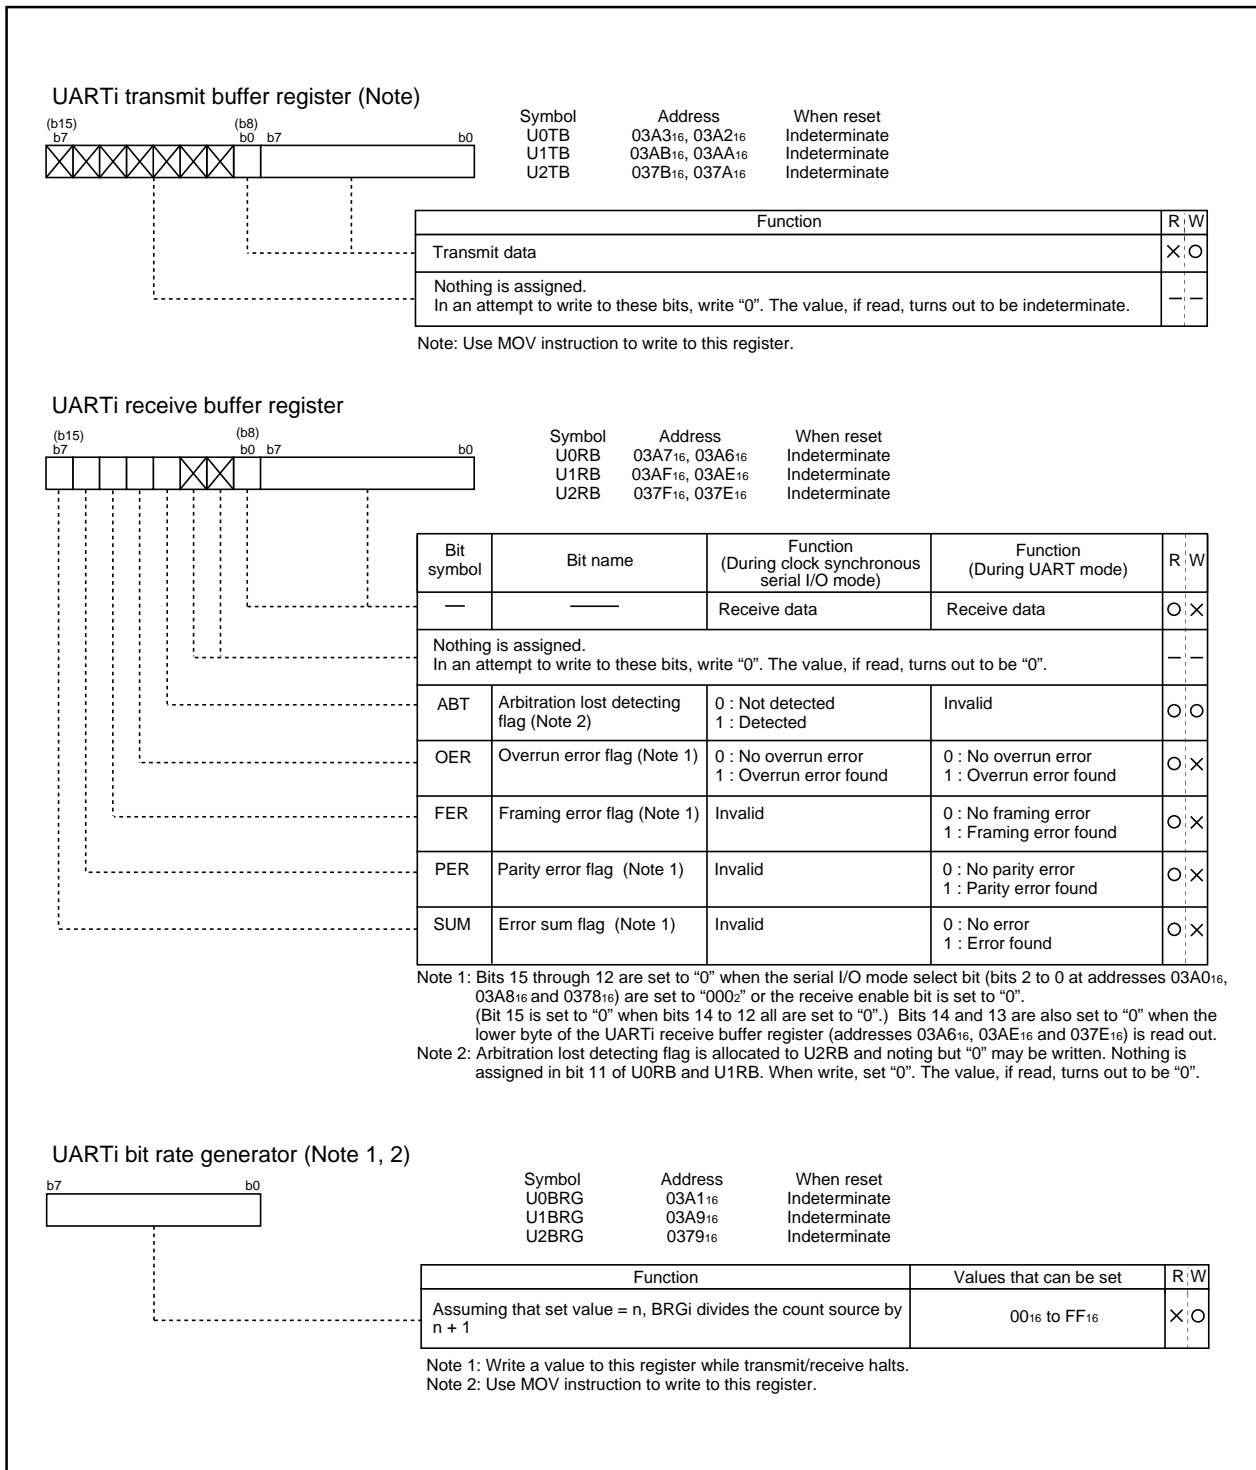 UARTi transmit buffer register (Note)
(b15) (b8)
b7 b0 b7 b0
Symbol Address When reset
U0TB 03A3₁₆, 03A2₁₆ Indeterminate
U1TB 03AB₁₆, 03AA₁₆ Indeterminate
U2TB 037B₁₆, 037A₁₆ Indeterminate
Function R W
Transmit data × ○
Nothing is assigned.
In an attempt to write to these bits, write “0”. The value, if read, turns out to be indeterminate. — —
Note: Use MOV instruction to write to this register.
UARTi receive buffer register
(b15) (b8)
b7 b0 b7 b0
Symbol Address When reset
U0RB 03A7₁₆, 03A6₁₆ Indeterminate
U1RB 03AF₁₆, 03AE₁₆ Indeterminate
U2RB 037F₁₆, 037E₁₆ Indeterminate
Bit symbol Bit name Function (During clock synchronous serial I/O mode) Function (During UART mode) R W
— — Receive data Receive data ○ ×
Nothing is assigned.
In an attempt to write to these bits, write “0”. The value, if read, turns out to be “0”. — —
ABT Arbitration lost detecting flag (Note 2) 0 : Not detected 1 : Detected Invalid ○ ○
OER Overrun error flag (Note 1) 0 : No overrun error 1 : Overrun error found 0 : No overrun error 1 : Overrun error found ○ ×
FER Framing error flag (Note 1) Invalid 0 : No framing error 1 : Framing error found ○ ×
PER Parity error flag (Note 1) Invalid 0 : No parity error 1 : Parity error found ○ ×
SUM Error sum flag (Note 1) Invalid 0 : No error 1 : Error found ○ ×
Note 1: Bits 15 through 12 are set to “0” when the serial I/O mode select bit (bits 2 to 0 at addresses 03A0₁₆,
03A8₁₆ and 0378₁₆) are set to “000₂” or the receive enable bit is set to “0”.
(Bit 15 is set to “0” when bits 14 to 12 all are set to “0”.) Bits 14 and 13 are also set to “0” when the
lower byte of the UARTi receive buffer register (addresses 03A6₁₆, 03AE₁₆ and 037E₁₆) is read out.
Note 2: Arbitration lost detecting flag is allocated to U2RB and noting but “0” may be written. Nothing is
assigned in bit 11 of U0RB and U1RB. When write, set “0”. The value, if read, turns out to be “0”.
UARTi bit rate generator (Note 1, 2)
b7 b0
Symbol Address When reset
U0BRG 03A1₁₆ Indeterminate
U1BRG 03A9₁₆ Indeterminate
U2BRG 0379₁₆ Indeterminate
Function Values that can be set R W
Assuming that set value = n, BRGi divides the count source by
n + 1 00₁₆ to FF₁₆ × ○
Note 1: Write a value to this register while transmit/receive halts.
Note 2: Use MOV instruction to write to this register.